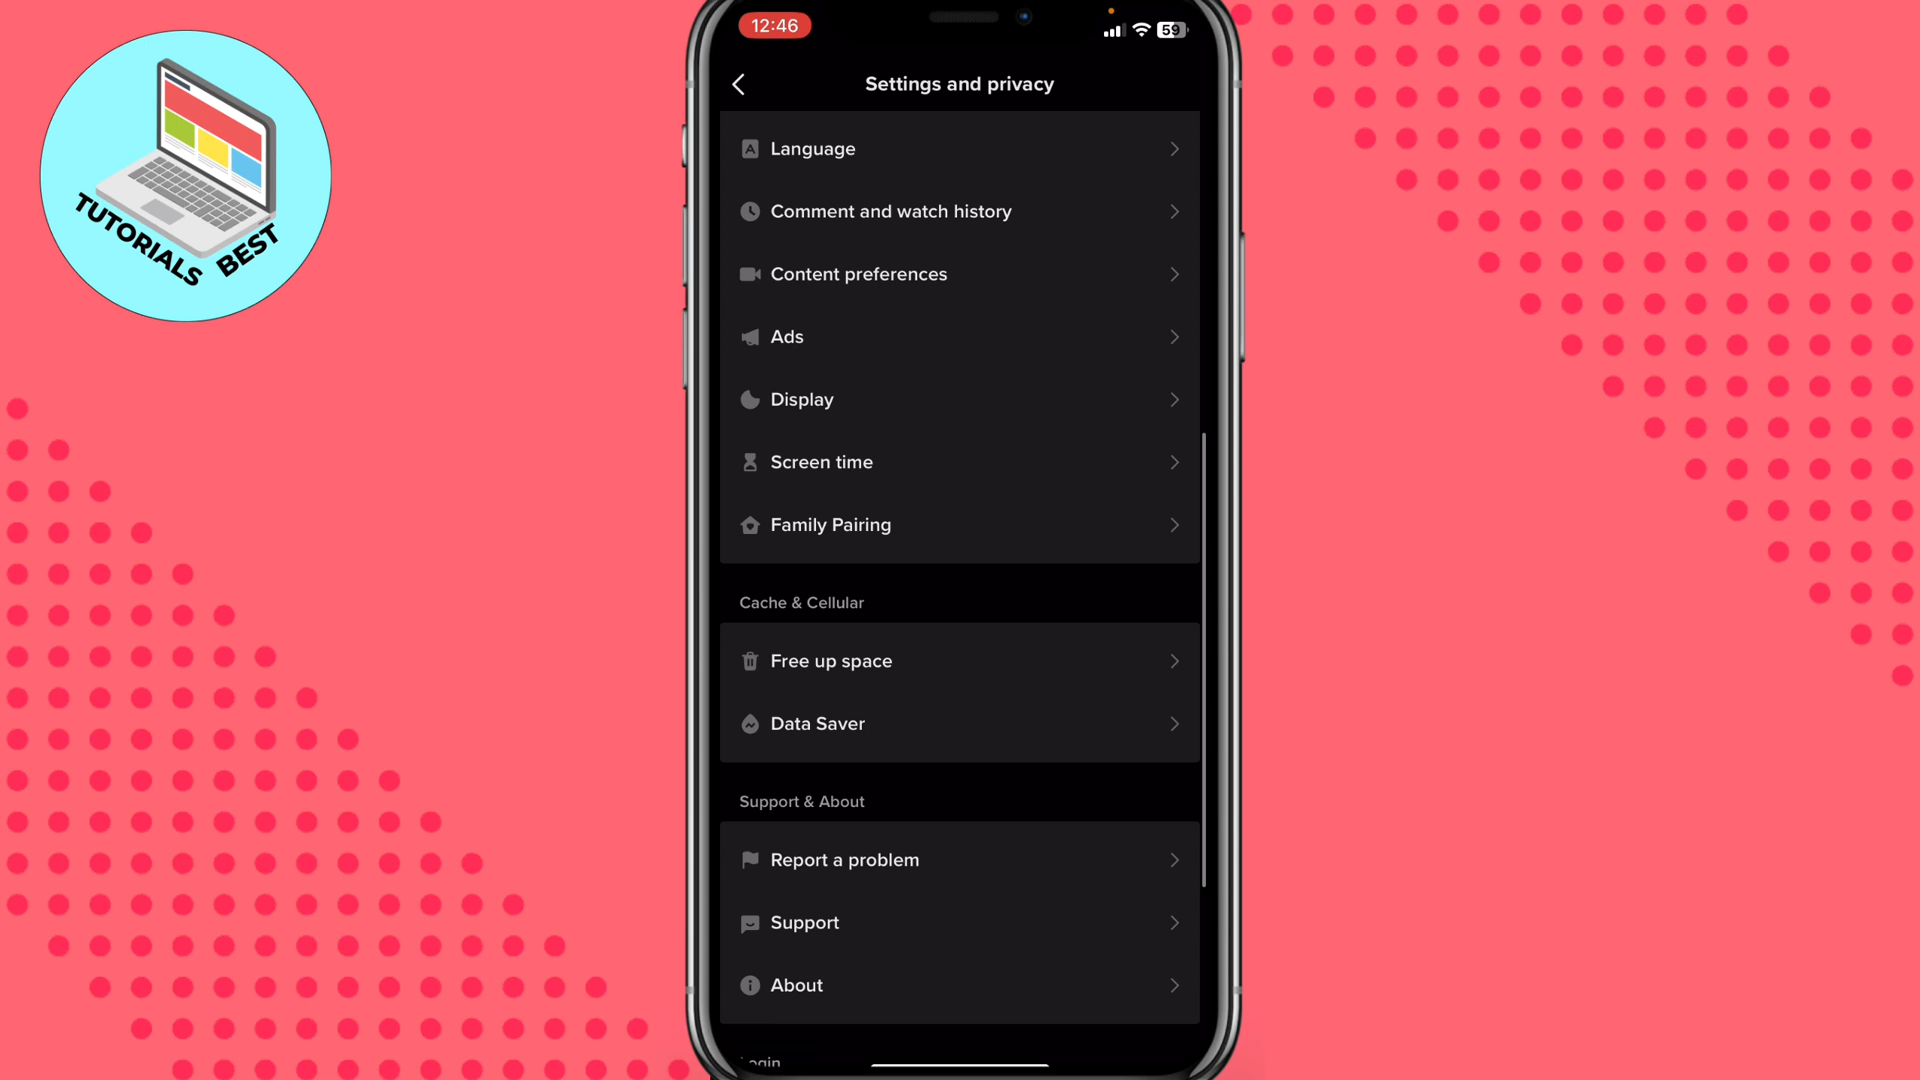 TUTORIALS BEST
12:46
59
Settings and privacy
Language
Comment and watch history
Content preferences
Ads
Display
Screen time
Family Pairing
Cache & Cellular
Free up space
Data Saver
Support & About
Report a problem
Support
About
Login